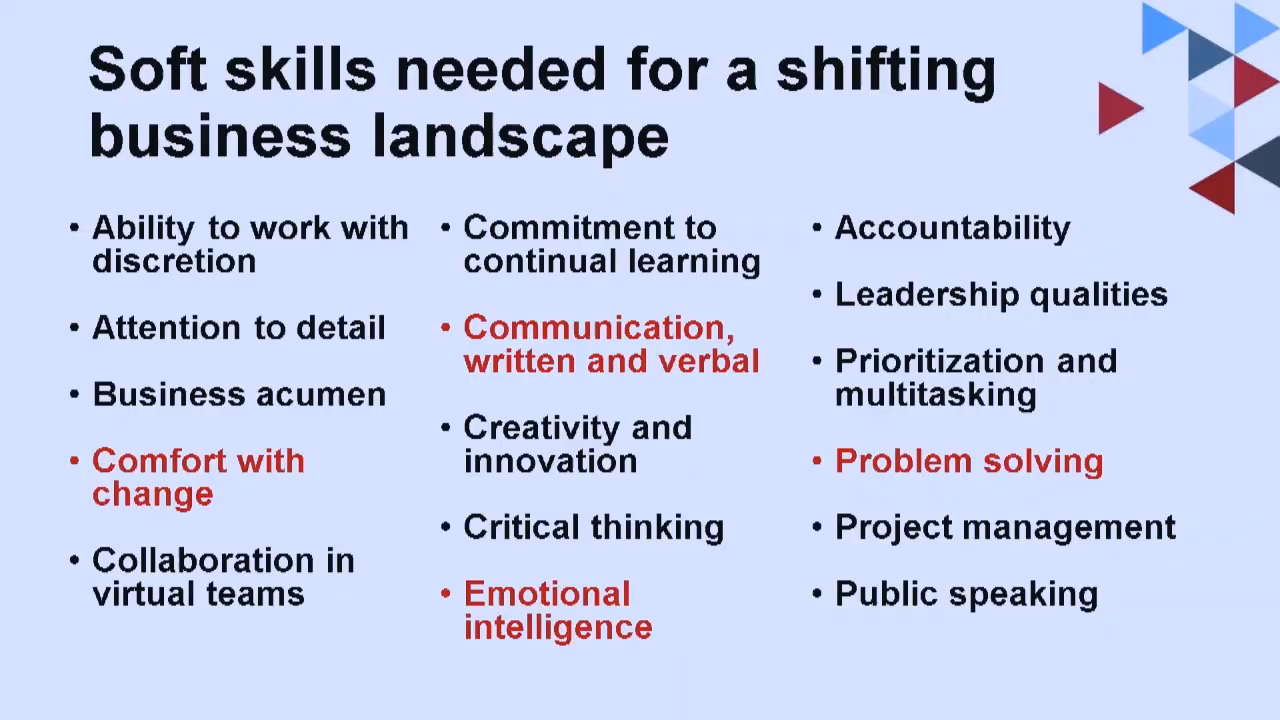 Soft skills needed for a shifting
business landscape
• Ability to work with
discretion
• Attention to detail
• Business acumen
• Comfort with
change
• Collaboration in
virtual teams
• Commitment to
continual learning
• Communication,
written and verbal
• Creativity and
innovation
• Critical thinking
• Emotional
intelligence
• Accountability
• Leadership qualities
• Prioritization and
multitasking
• Problem solving
• Project management
• Public speaking